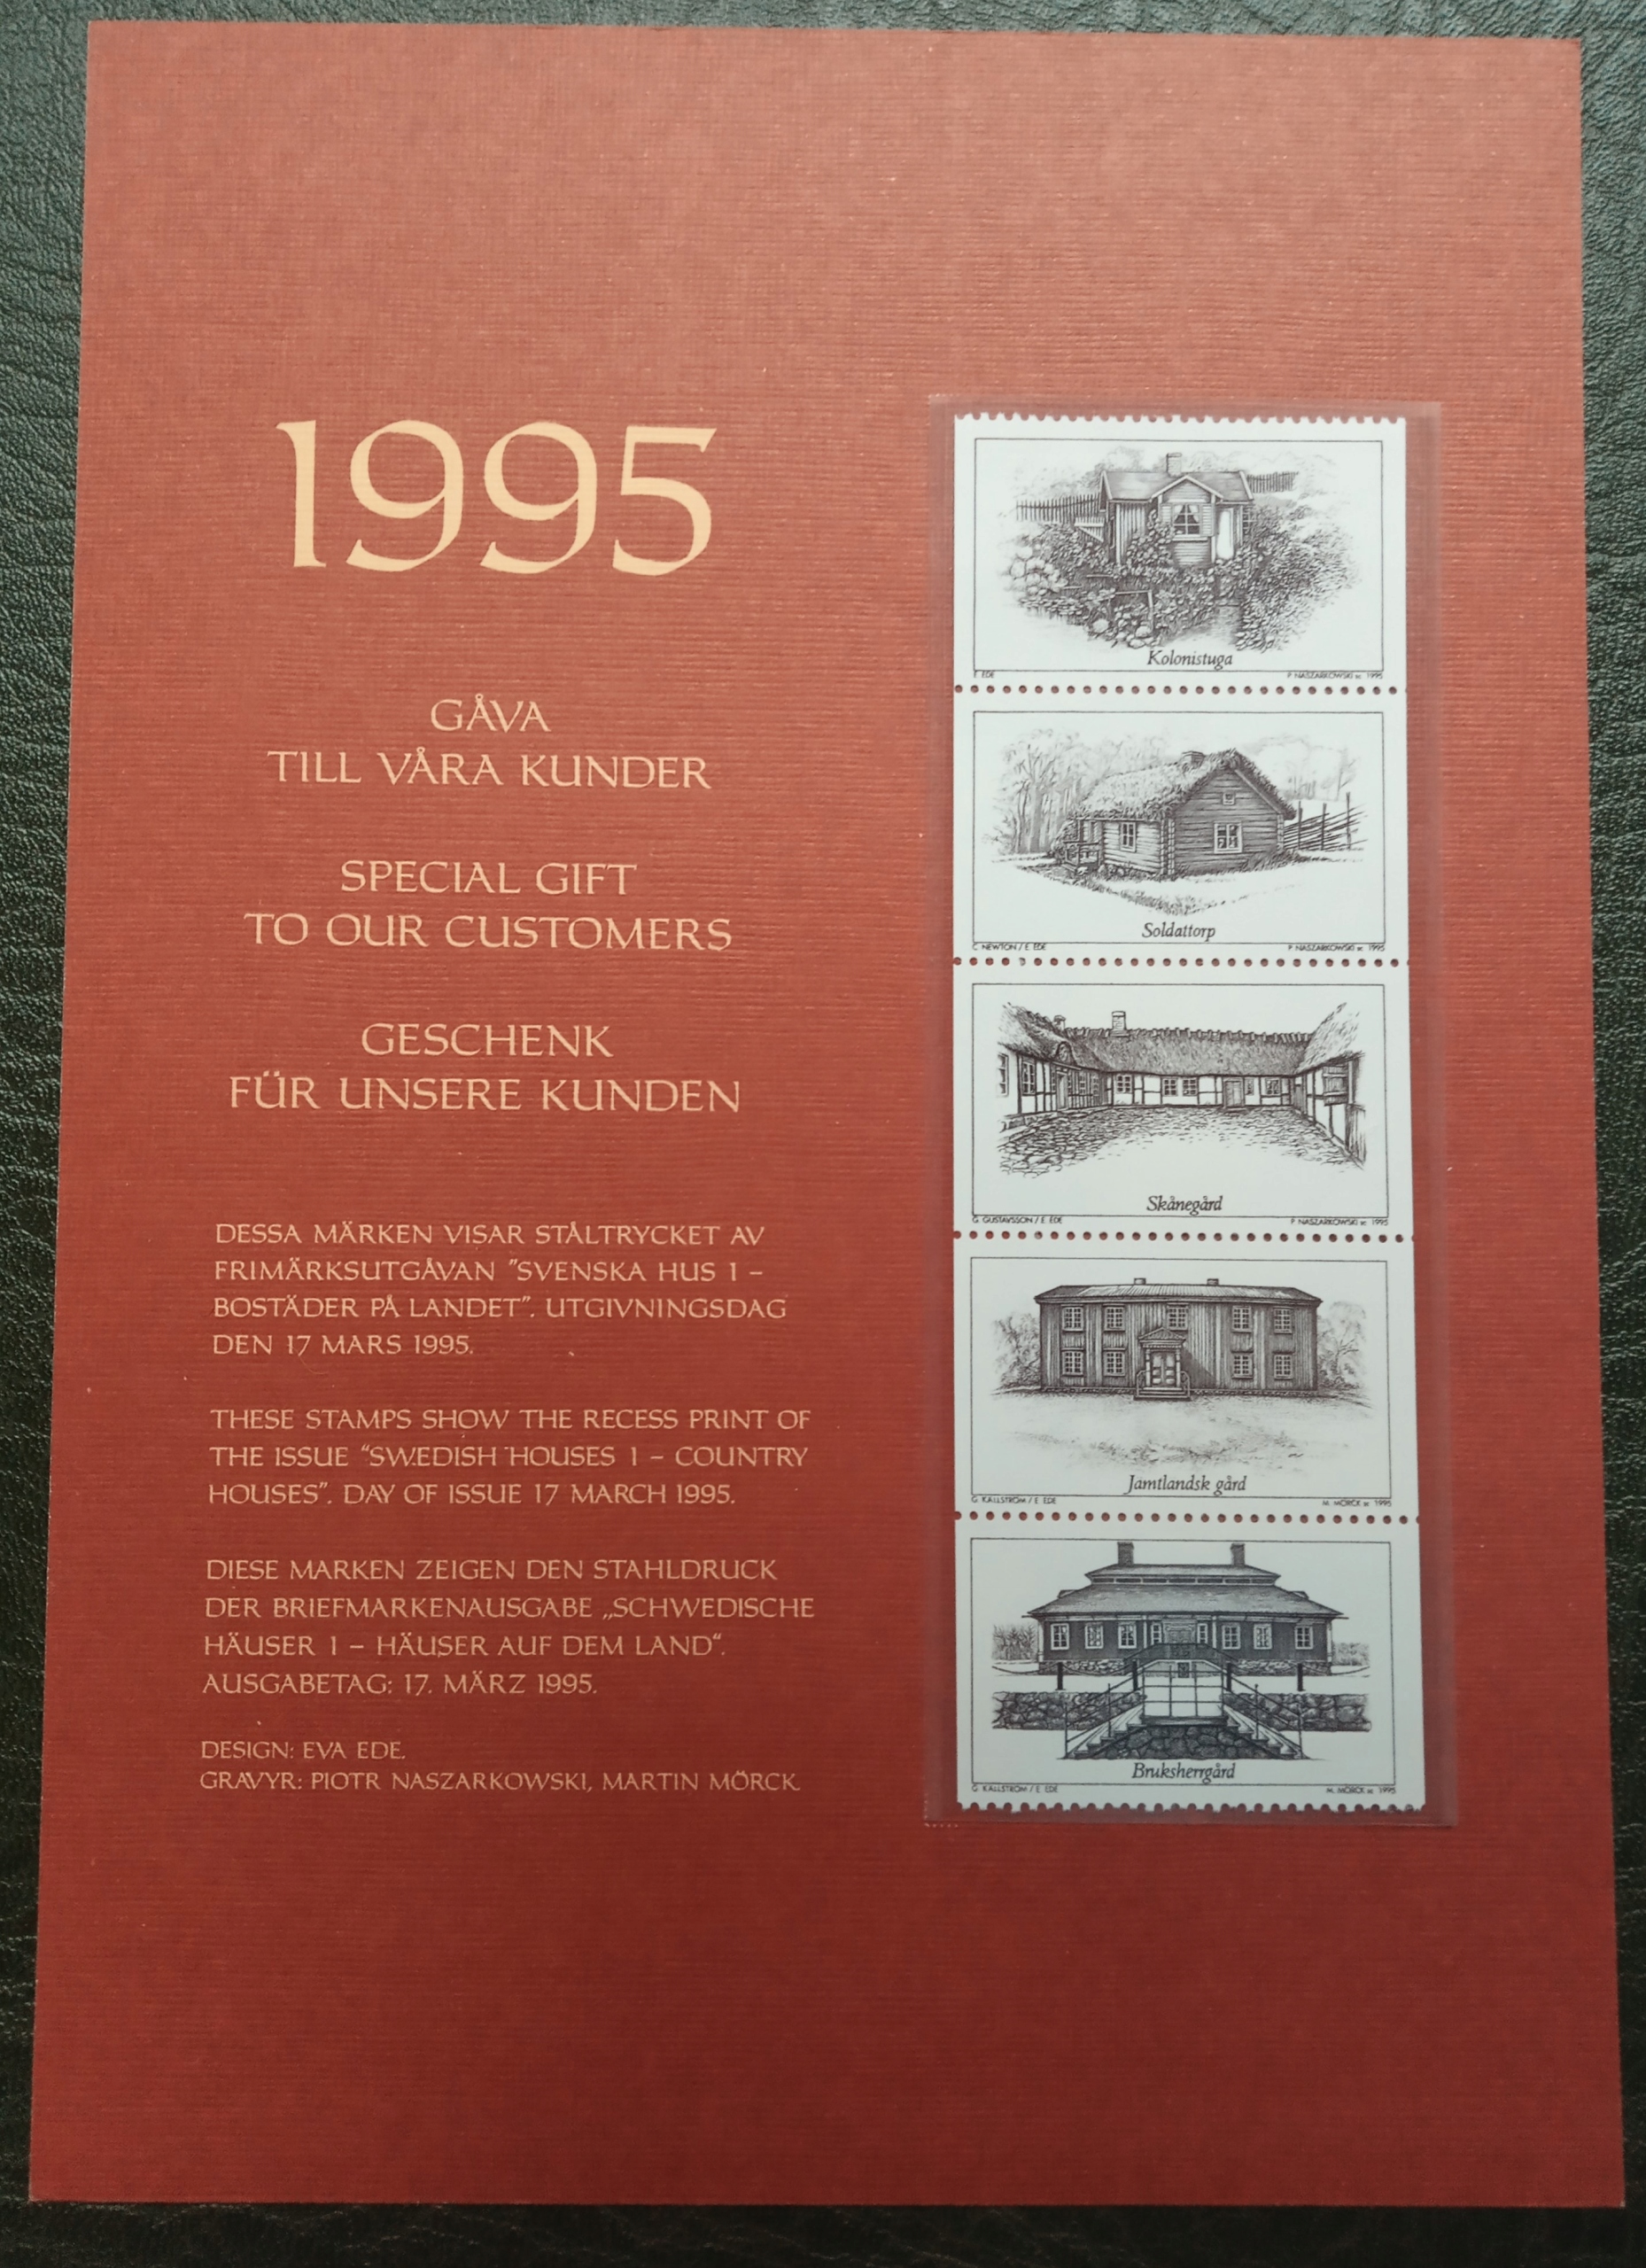 1995
GÅVA
TILL VÅRA KUNDER
SPECIAL GIFT
TO OUR CUSTOMERS
GESCHENK
FÜR UNSERE KUNDEN
DESSA MÄRKEN VISAR STÅLTRYCKET AV
FRIMÄRKSUTGÅVAN "SVENSKA HUS 1 –
BOSTÄDER PÅ LANDET". UTGIVNINGSDAG
DEN 17 MARS 1995.
THESE STAMPS SHOW THE RECESS PRINT OF
THE ISSUE "SWEDISH HOUSES 1 – COUNTRY
HOUSES". DAY OF ISSUE 17 MARCH 1995.
DIESE MARKEN ZEIGEN DEN STAHLDRUCK
DER BRIEFMARKENAUSGABE „SCHWEDISCHE
HÄUSER 1 – HÄUSER AUF DEM LAND“.
AUSGABETAG: 17. MÄRZ 1995.
DESIGN: EVA EDE.
GRAVYR: PIOTR NASZARKOWSKI, MARTIN MÖRCK
Kolonistuga
E. EDE P. NASZARKOWSKI sc 1995
Soldattorp
C. NEWTON / E. EDE P. NASZARKOWSKI sc 1995
Skånegård
G. GUSTAVSSON / E. EDE P. NASZARKOWSKI sc 1995
Jamtlandsk gård
G. KÄLLSTRÖM / E. EDE M. MÖRCK sc 1995
Bruksherrgård
G. KÄLLSTRÖM / E. EDE M. MÖRCK sc 1995